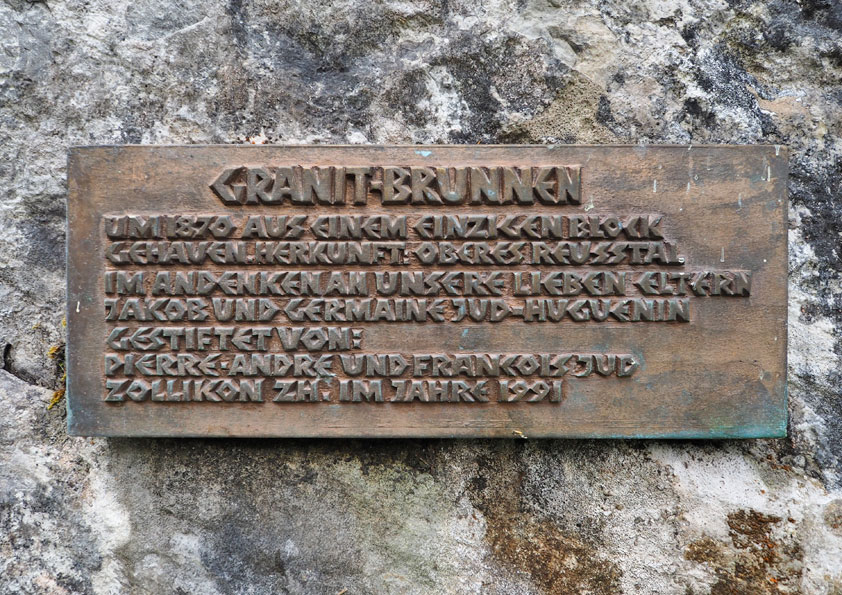 GRANIT-BRUNNEN
UM 1870 AUS EINEM EINZIGEN BLOCK
GEHAUEN. HERKUNFT: OBERES REUSSTAL
IM ANDENKEN AN UNSERE LIEBEN ELTERN
JACOB UND GERMAINE JUD-HUGUENIN
GESTIFTET VON:
PIERRE-ANDRE UND FRANCOIS JUD
ZOLLIKON ZH. IM JAHRE 1991